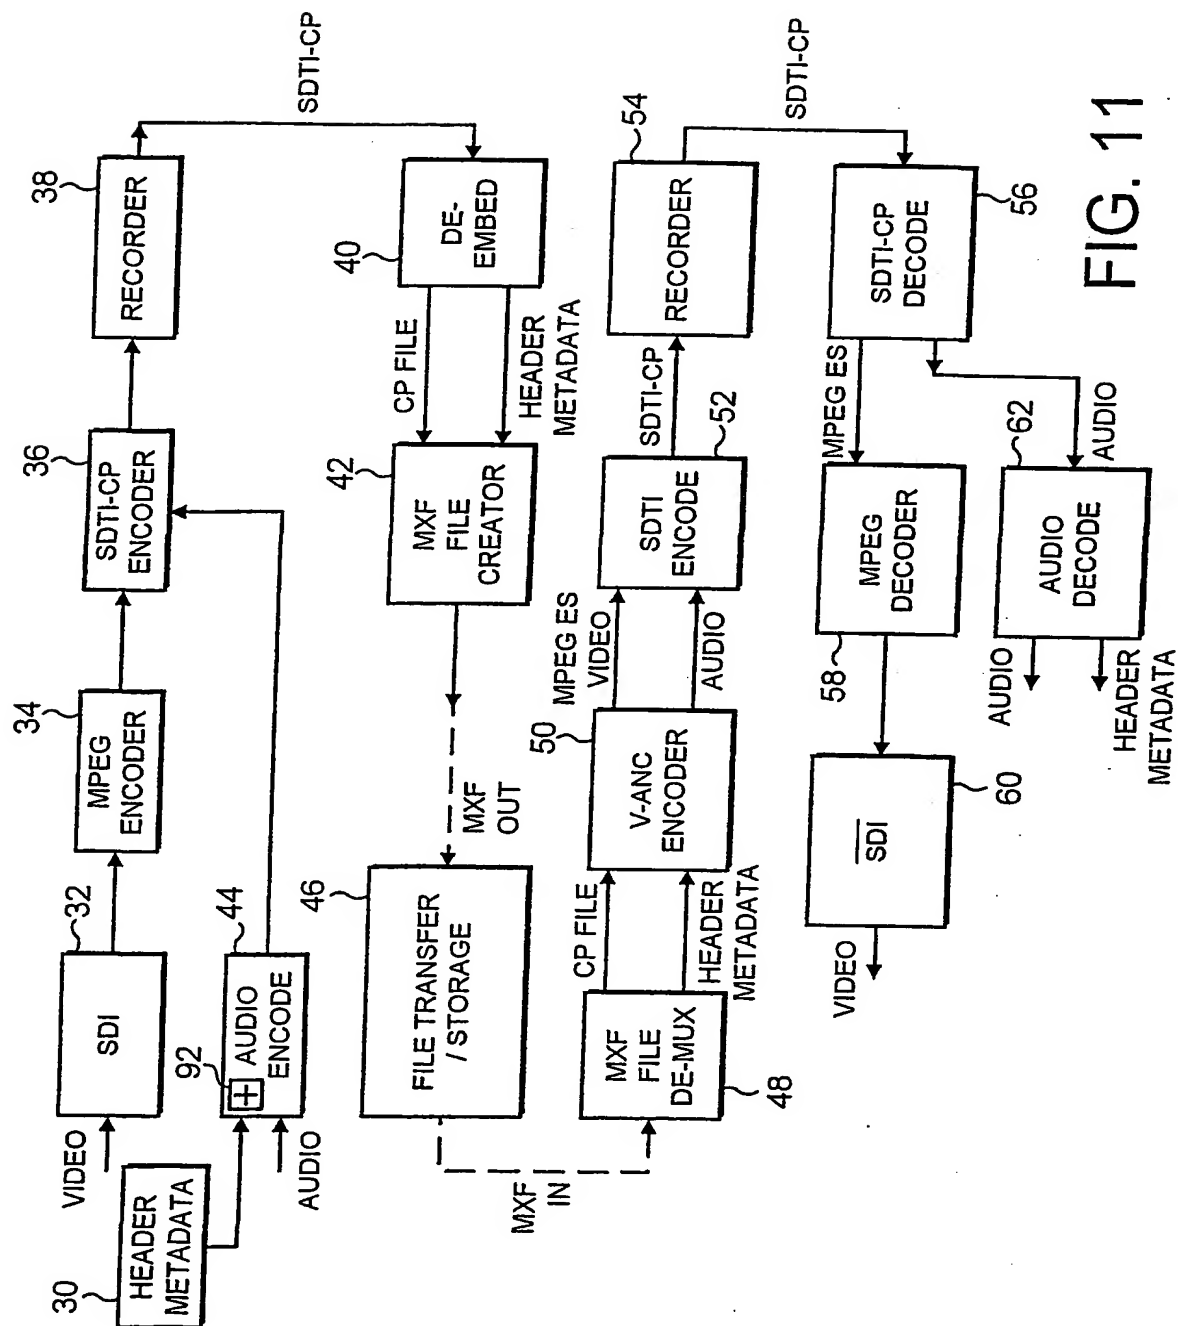 30
HEADER
METADATA
VIDEO
32
SDI
34
MPEG
ENCODER
36
SDTI-CP
ENCODER
38
RECORDER
SDTI-CP
44
92
+
AUDIO
ENCODE
AUDIO
40
DE-
EMBED
CP FILE
HEADER
METADATA
42
MXF
FILE
CREATOR
MXF
OUT
46
FILE TRANSFER
/ STORAGE
MXF
IN
MXF
FILE
DE-MUX
48
CP FILE
HEADER
METADATA
50
V-ANC
ENCODER
MPEG ES
VIDEO
AUDIO
SDTI
ENCODE
52
SDTI-CP
RECORDER
54
SDTI-CP
SDTI-CP
DECODE
56
MPEG ES
AUDIO
MPEG
DECODER
58
62
AUDIO
DECODE
AUDIO
HEADER
METADATA
SDI
60
VIDEO
FIG. 11